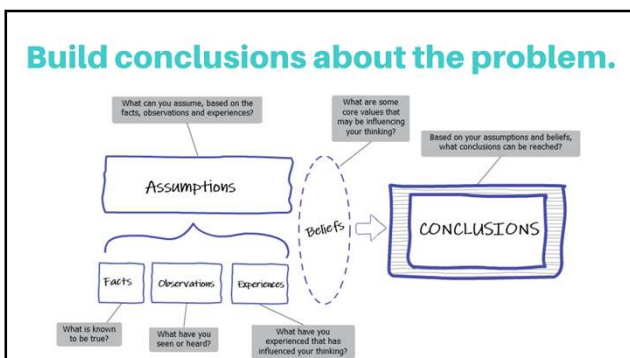 Build conclusions about the problem.
What can you assume, based on the
facts, observations and experiences?
What are some
core values that
may be influencing
your thinking?
Based on your assumptions and beliefs,
what conclusions can be reached?
Assumptions
Beliefs
CONCLUSIONS
Facts
Observations
Experiences
What is known
to be true?
What have you
seen or heard?
What have you
experienced that has
influenced your thinking?